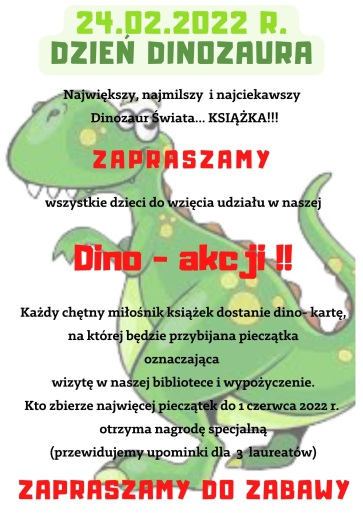 24.02.2022 R.
DZIEŃ DINOZAURA
Największy, najmilszy i najciekawszy
Dinozaur Świata... KSIĄŻKA!!!
ZAPRASZAMY
wszystkie dzieci do wzięcia udziału w naszej
Dino - akcji !!
Każdy chętny miłośnik książek dostanie dino- kartę,
na której będzie przybijana pieczątka
oznaczająca
wizytę w naszej bibliotece i wypożyczenie.
Kto zbierze najwięcej pieczątek do 1 czerwca 2022 r.
otrzyma nagrodę specjalną
(przewidujemy upominki dla 3 laureatów)
ZAPRASZAMY DO ZABAWY